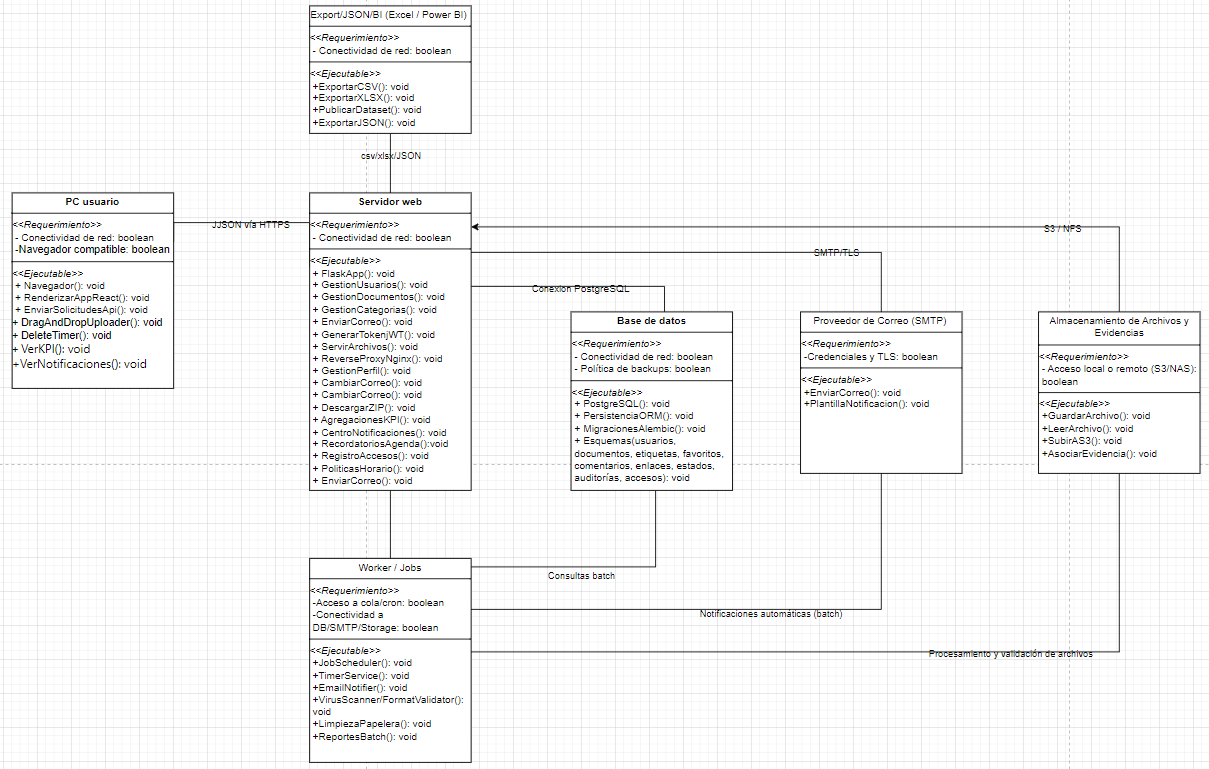 Export/JSON/BI (Excel / Power BI)
<<Requerimiento>>
- Conectividad de red: boolean
<<Ejecutable>>
+ExportarCSV(): void
+ExportarXLSX(): void
+PublicarDataset(): void
+ExportarJSON(): void
csv/xlsx/JSON
PC usuario
<<Requerimiento>>
- Conectividad de red: boolean
-Navegador compatible: boolean
<<Ejecutable>>
+ Navegador(): void
+ RenderizarAppReact(): void
+ EnviarSolicitudesApi(): void
+ DragAndDropUploader(): void
+ DeleteTimer(): void
+ VerKPI(): void
+VerNotificaciones(): void
JJSON vía HTTPS
Servidor web
<<Requerimiento>>
- Conectividad de red: boolean
<<Ejecutable>>
+ FlaskApp(): void
+ GestionUsuarios(): void
+ GestionDocumentos(): void
+ GestionCategorias(): void
+ EnviarCorreo(): void
+ GenerarTokenjWT(): void
+ ServirArchivos(): void
+ ReverseProxyNginx(): void
+ GestionPerfil(): void
+ CambiarCorreo(): void
+ CambiarCorreo(): void
+ DescargarZIP(): void
+ AgregacionesKPI(): void
+ CentroNotificaciones(): void
+ RecordatoriosAgenda():void
+ RegistroAccesos(): void
+ PoliticasHorario(): void
+ EnviarCorreo(): void
S3 / NFS
SMTP/TLS
Conexión PostgreSQL
Base de datos
<<Requerimiento>>
- Conectividad de red: boolean
- Política de backups: boolean
<<Ejecutable>>
+ PostgreSQL(): void
+ PersistenciaORM(): void
+ MigracionesAlembic(): void
+ Esquemas(usuarios,
documentos, etiquetas, favoritos,
comentarios, enlaces, estados,
auditorías, accesos): void
Proveedor de Correo (SMTP)
<<Requerimiento>>
-Credenciales y TLS: boolean
<<Ejecutable>>
+EnviarCorreo(): void
+PlantillaNotificacion(): void
Almacenamiento de Archivos y
Evidencias
<<Requerimiento>>
- Acceso local o remoto (S3/NAS):
boolean
<<Ejecutable>>
+GuardarArchivo(): void
+LeerArchivo(): void
+SubirAS3(): void
+AsociarEvidencia(): void
Worker / Jobs
<<Requerimiento>>
-Acceso a cola/cron: boolean
-Conectividad a
DB/SMTP/Storage: boolean
<<Ejecutable>>
+JobScheduler(): void
+TimerService(): void
+EmailNotifier(): void
+VirusScanner/FormatValidator():
void
+LimpiezaPapelera(): void
+ReportesBatch(): void
Consultas batch
Notificaciones automáticas (batch)
Procesamiento y validación de archivos